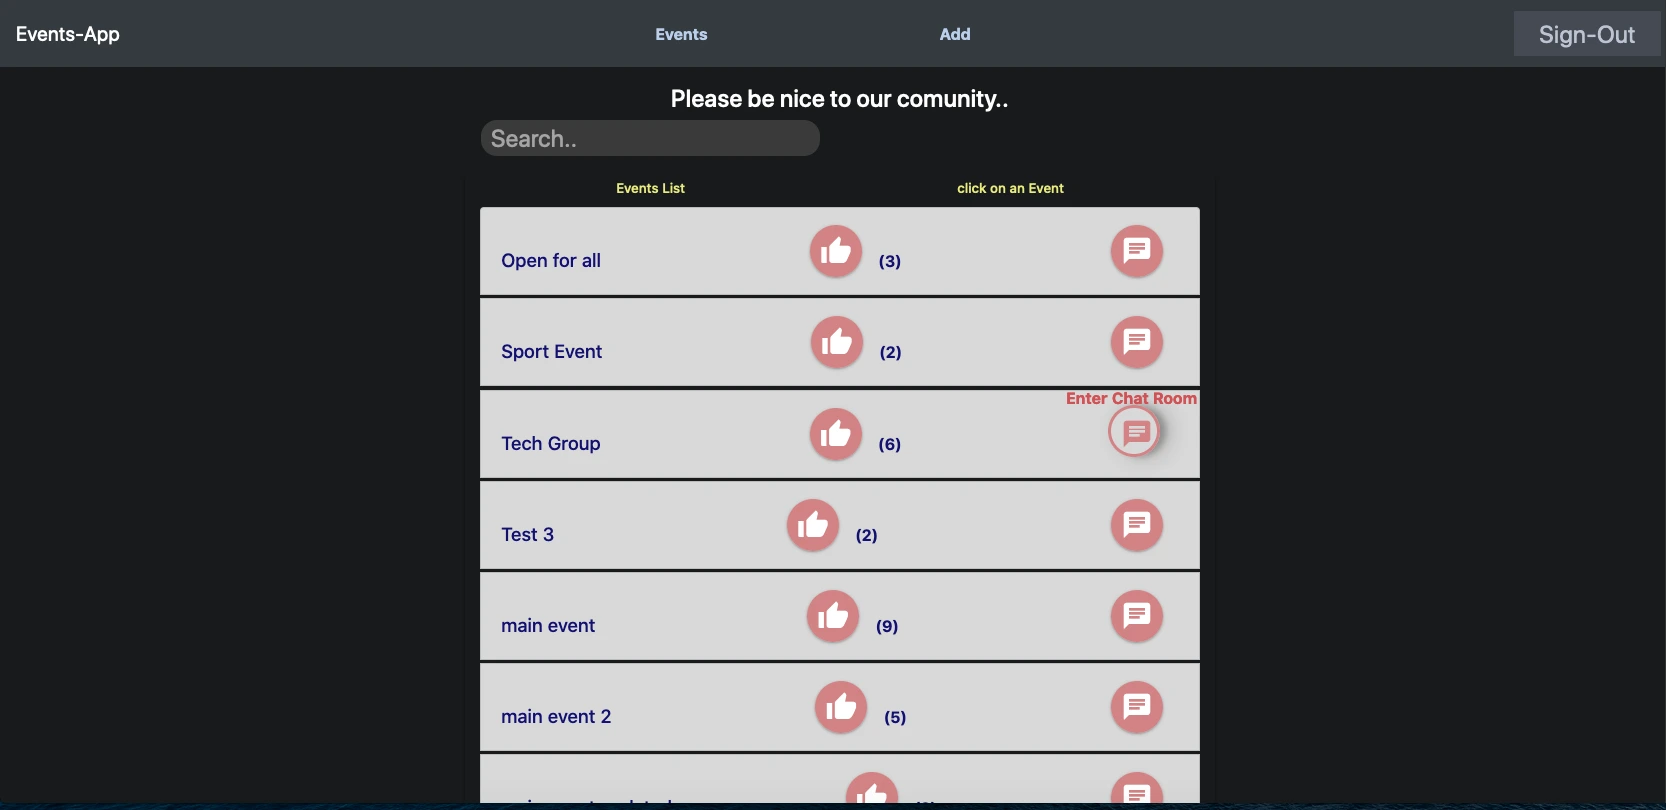 Events-App Events Add Sign-Out
Please be nice to our comunity..
Search..
Events List click on an Event
Open for all (3)
Sport Event (2)
Enter Chat Room
Tech Group (6)
Test 3 (2)
main event (9)
main event 2 (5)